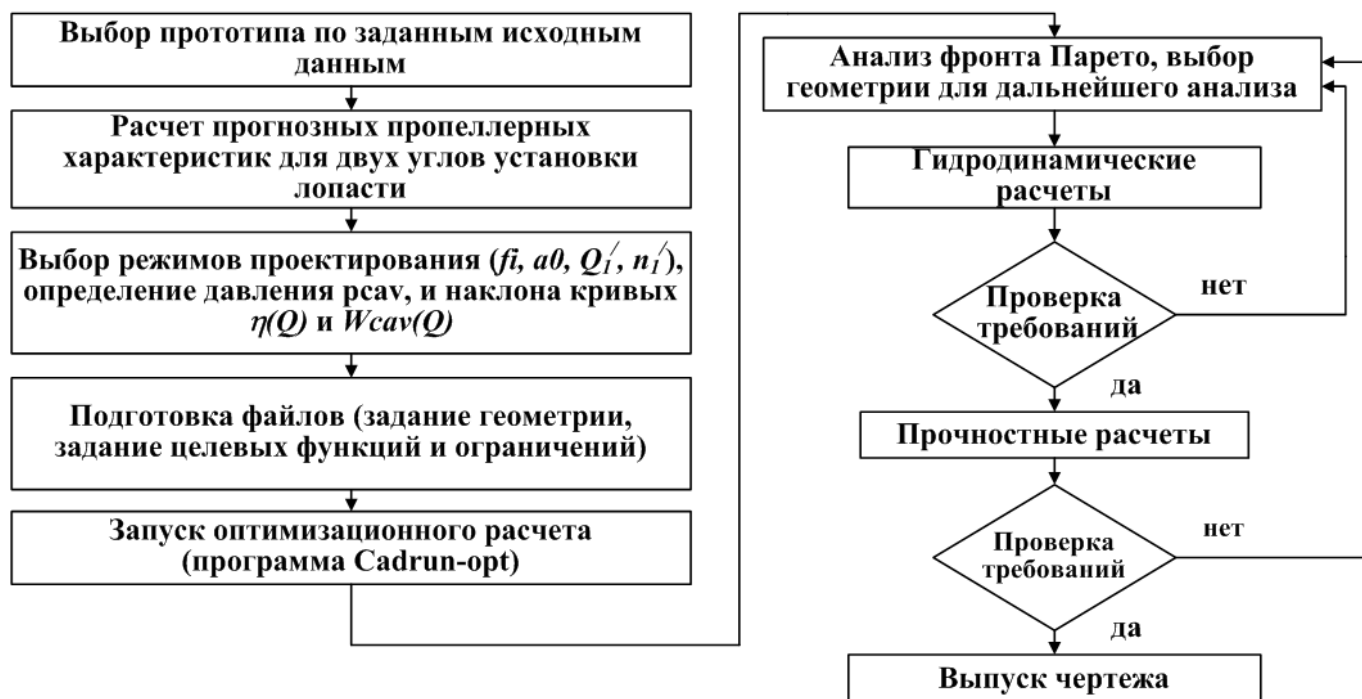 Выбор прототипа по заданным исходным
данным
Расчет прогнозных пропеллерных
характеристик для двух углов установки
лопасти
Выбор режимов проектирования (fi, a0, Q1/, n1/),
определение давления pcav, и наклона кривых
η(Q) и Wcav(Q)
Подготовка файлов (задание геометрии,
задание целевых функций и ограничений)
Запуск оптимизационного расчета
(программа Cadrun-opt)
Анализ фронта Парето, выбор
геометрии для дальнейшего анализа
Гидродинамические
расчеты
Проверка
требований
нет
да
Прочностные расчеты
Проверка
требований
нет
да
Выпуск чертежа